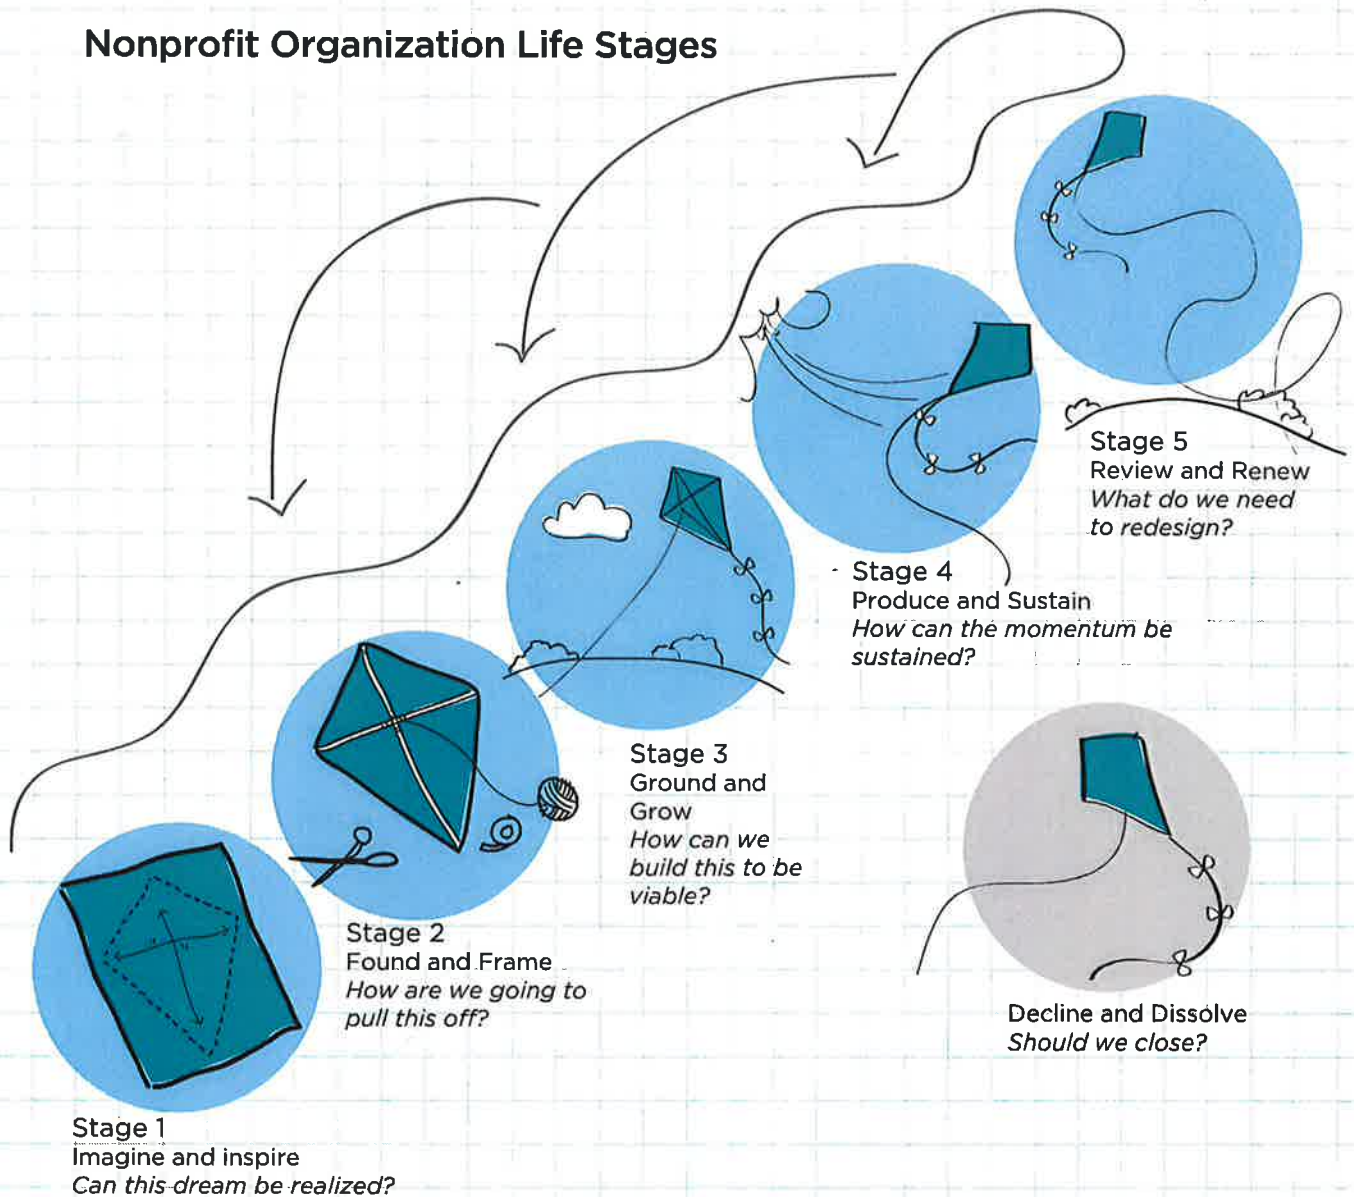 Nonprofit Organization Life Stages
Stage 5
Review and Renew
What do we need
to redesign?
Stage 4
Produce and Sustain
How can the momentum be
sustained?
Stage 3
Ground and
Grow
How can we
build this to be
viable?
Stage 2
Found and Frame
How are we going to
pull this off?
Decline and Dissolve
Should we close?
Stage 1
Imagine and inspire
Can this dream be realized?